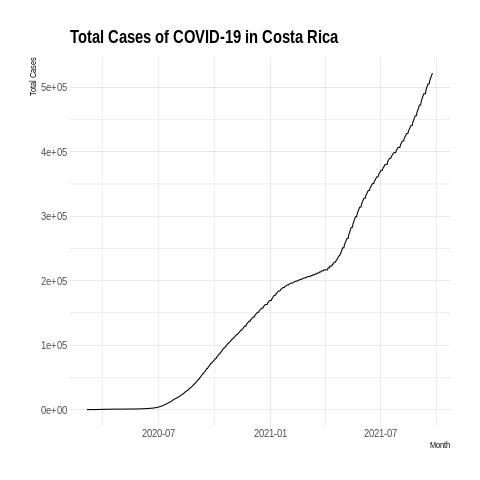 Total Cases of COVID-19 in Costa Rica
Total Cases
5e+05
4e+05
3e+05
2e+05
1e+05
0e+00
2020-07
2021-01
2021-07
Month